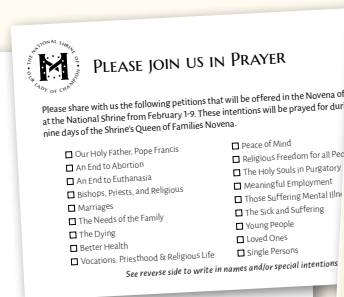 THE NATIONAL SHRINE OF
OUR LADY OF CHAMPION
PLEASE JOIN US IN PRAYER
Please share with us the following petitions that will be offered in the Novena of
at the National Shrine from February 1-9. These intentions will be prayed for
nine days of the Shrine's Queen of Families Novena.
Our Holy Father, Pope Francis
An End to Abortion
An End to Euthanasia
Bishops, Priests, and Religious
Marriages
The Needs of the Family
The Dying
Better Health
Vocations: Priesthood & Religious Life
Peace of Mind
Religious Freedom for all
The Holy Souls in Purgatory
Meaningful Employment
Those Suffering Mental
The Sick and Suffering
Young People
Loved Ones
Single Persons
See reverse side to write in names and/or special intentions